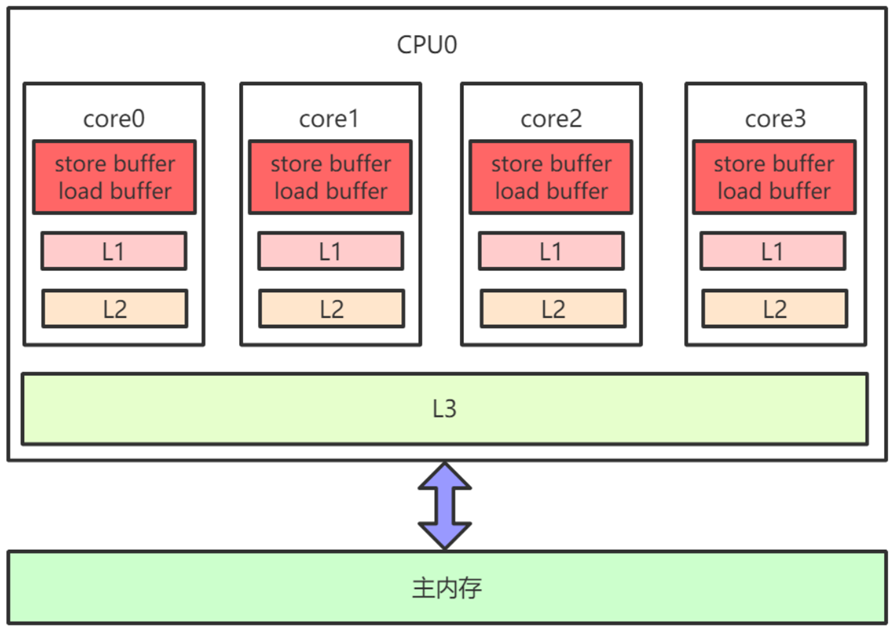 CPU0
core0
store buffer
load buffer
L1
L2
core1
store buffer
load buffer
L1
L2
core2
store buffer
load buffer
L1
L2
core3
store buffer
load buffer
L1
L2
L3
主内存